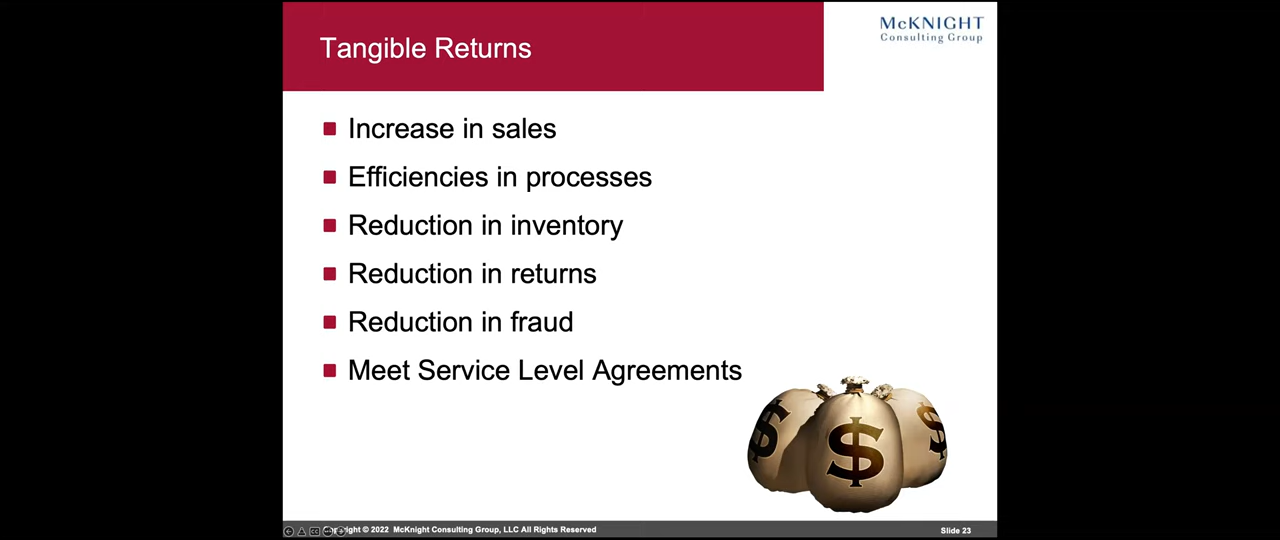 Tangible Returns
McKNIGHT
Consulting Group
Increase in sales
Efficiencies in processes
Reduction in inventory
Reduction in returns
Reduction in fraud
Meet Service Level Agreements
$ $ $
© 2022 McKnight Consulting Group, LLC All Rights Reserved
Slide 23